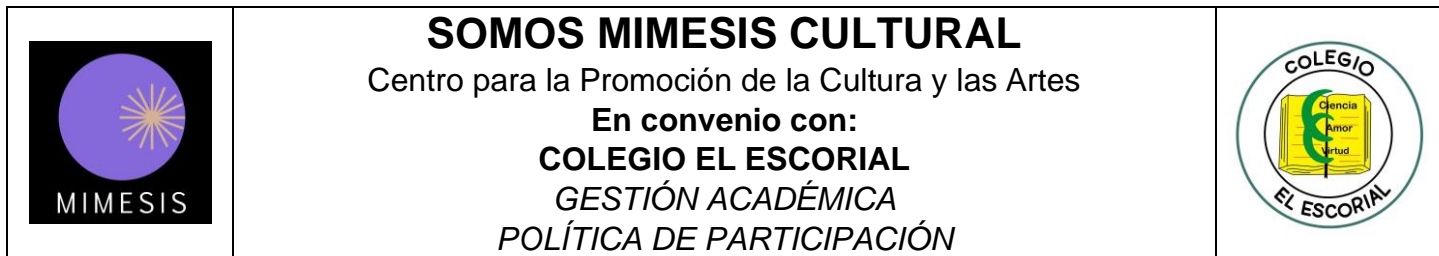 MIMESIS
SOMOS MIMESIS CULTURAL
Centro para la Promoción de la Cultura y las Artes
En convenio con:
COLEGIO EL ESCORIAL
GESTIÓN ACADÉMICA
POLÍTICA DE PARTICIPACIÓN
COLEGIO
Ciencia
Amor
Virtud
EL ESCORIAL